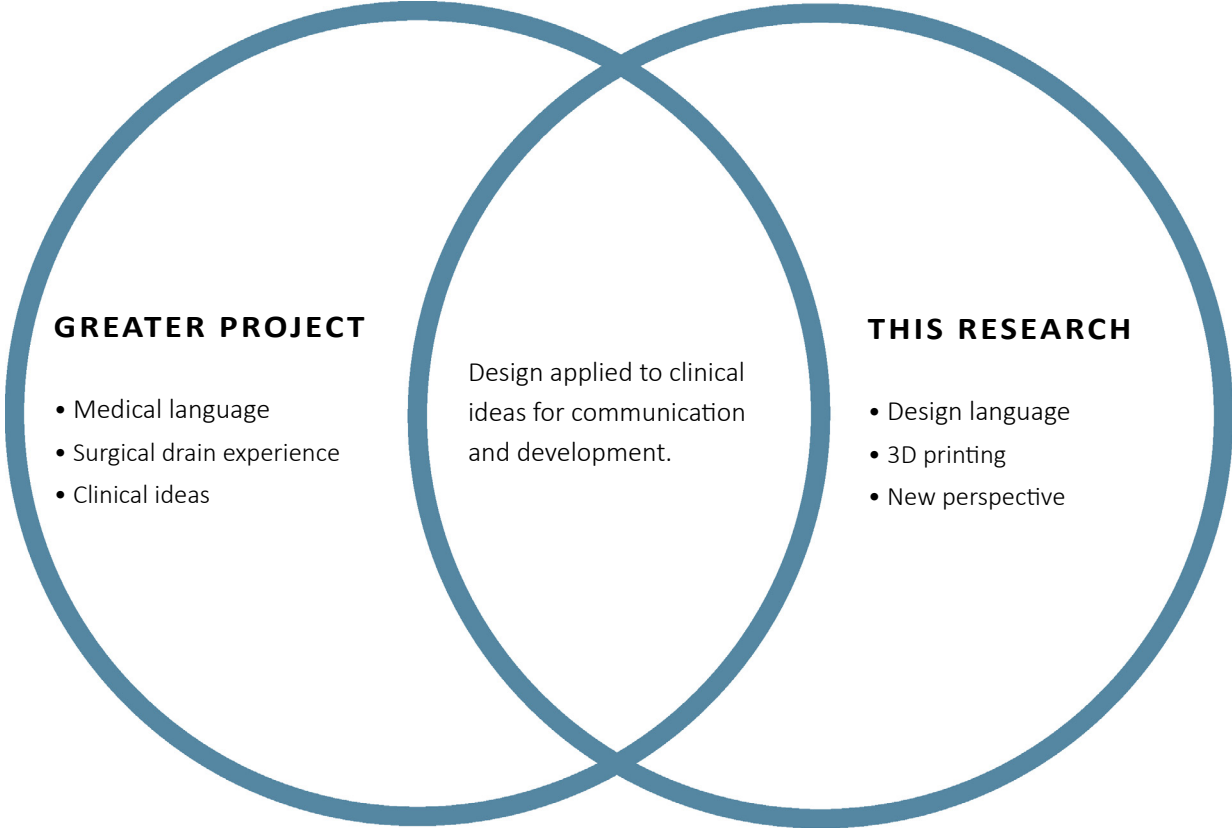 GREATER PROJECT
• Medical language
• Surgical drain experience
• Clinical ideas
Design applied to clinical
ideas for communication
and development.
THIS RESEARCH
• Design language
• 3D printing
• New perspective